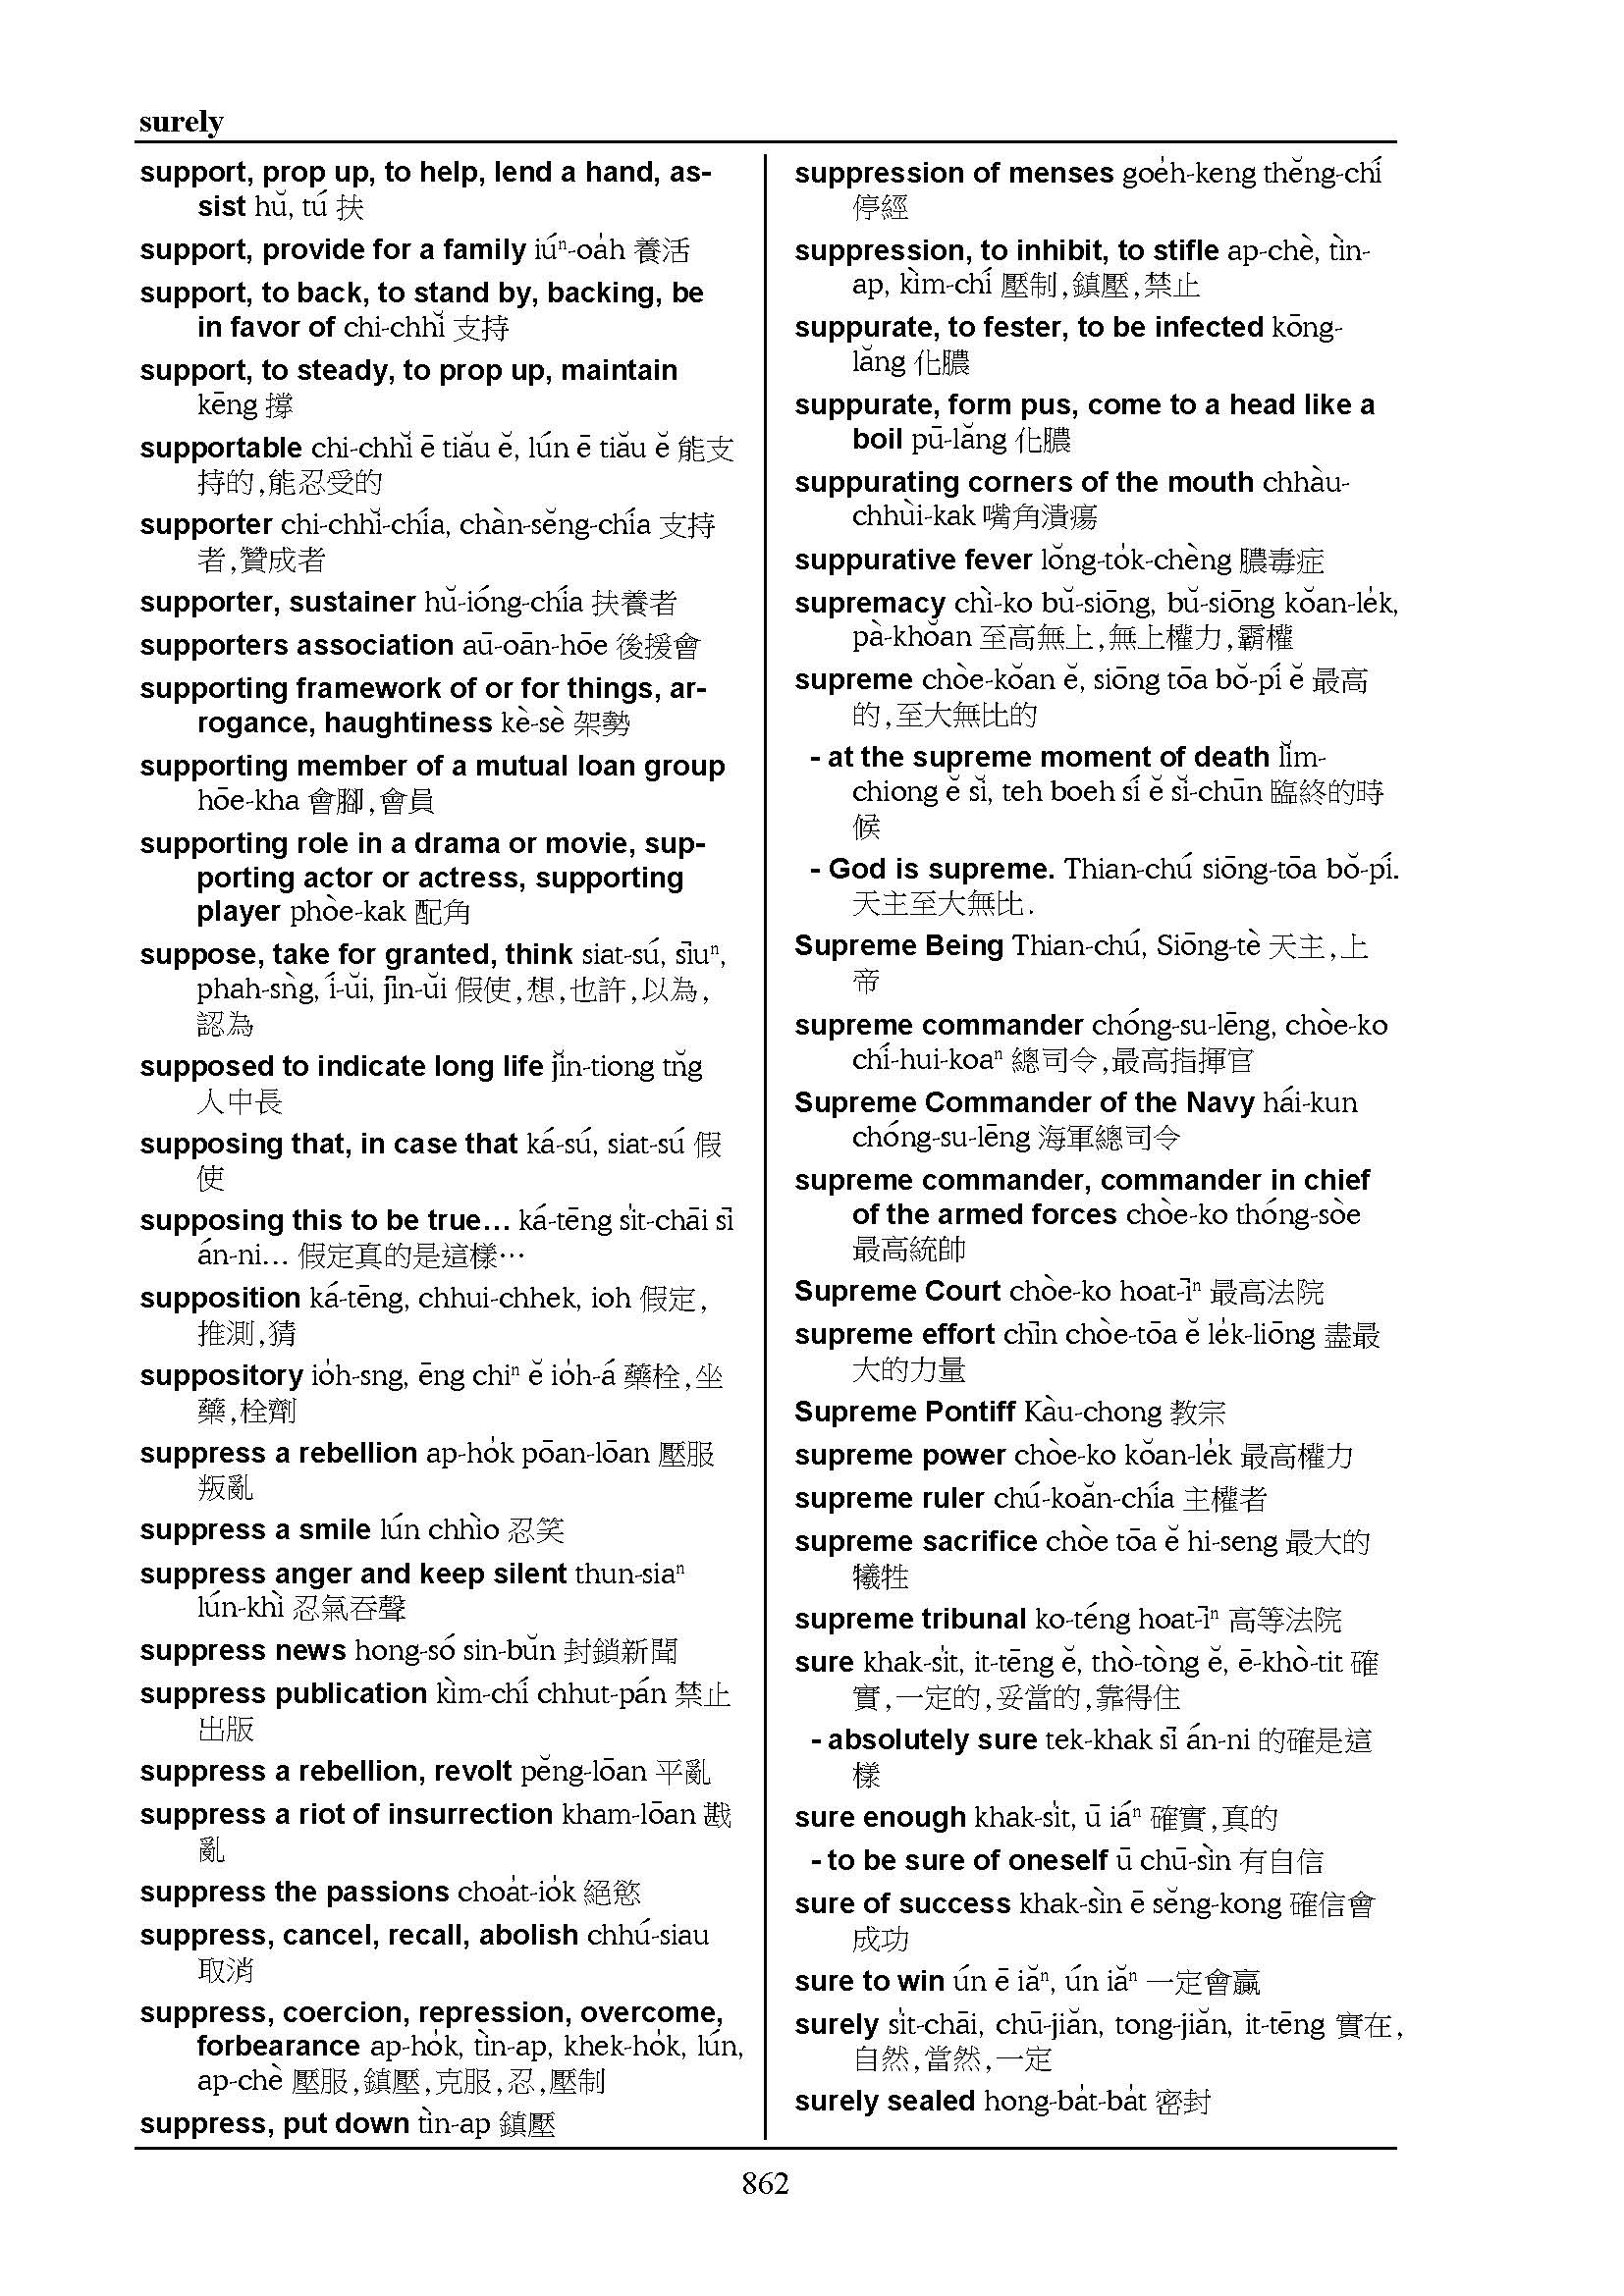 surely
support, prop up, to help, lend a hand, as-
sist hŭ, tú 扶
support, provide for a family iúⁿ-oa̍h 養活
support, to back, to stand by, backing, be
in favor of chi-chhĭ 支持
support, to steady, to prop up, maintain
kēng 撐
supportable chi-chhĭ ē tiău ĕ, lún ē tiău ĕ 能支
持的,能忍受的
supporter chi-chhĭ-chía, chàn-sĕng-chía 支持
者,贊成者
supporter, sustainer hŭ-ióng-chía 扶養者
supporters association aū-oān-hōe 後援會
supporting framework of or for things, ar-
rogance, haughtiness kè-sè 架勢
supporting member of a mutual loan group
hōe-kha 會腳,會員
supporting role in a drama or movie, sup-
porting actor or actress, supporting
player phòe-kak 配角
suppose, take for granted, think siat-sú, sīuⁿ,
phah-sǹg, í-ŭi, jīn-ŭi 假使,想,也許,以為,
認為
supposed to indicate long life jĭn-tiong tn̆g
人中長
supposing that, in case that ká-sú, siat-sú 假
使
supposing this to be true... ká-tēng si̍t-chāi sī
án-ni... 假定真的是這樣…
supposition ká-tēng, chhui-chhek, ioh 假定,
推測,猜
suppository io̍h-sng, ēng chiⁿ ĕ io̍h-á 藥栓,坐
藥,栓劑
suppress a rebellion ap-ho̍k pōan-lōan 壓服
叛亂
suppress a smile lún chhìo 忍笑
suppress anger and keep silent thun-siaⁿ
lún-khì 忍氣吞聲
suppress news hong-só sin-bŭn 封鎖新聞
suppress publication kìm-chí chhut-pán 禁止
出版
suppress a rebellion, revolt pĕng-lōan 平亂
suppress a riot of insurrection kham-lōan 戡
亂
suppress the passions choa̍t-io̍k 絕慾
suppress, cancel, recall, abolish chhú-siau
取消
suppress, coercion, repression, overcome,
forbearance ap-ho̍k, tìn-ap, khek-ho̍k, lún,
ap-chè 壓服,鎮壓,克服,忍,壓制
suppress, put down tìn-ap 鎮壓
suppression of menses goe̍h-keng thĕng-chí
停經
suppression, to inhibit, to stifle ap-chè, tìn-
ap, kìm-chí 壓制,鎮壓,禁止
suppurate, to fester, to be infected kōng-
lăng 化膿
suppurate, form pus, come to a head like a
boil pū-lăng 化膿
suppurating corners of the mouth chhàu-
chhùi-kak 嘴角潰瘍
suppurative fever lŏng-to̍k-chèng 膿毒症
supremacy chì-ko bŭ-siōng, bŭ-siōng kŏan-le̍k,
pà-khŏan 至高無上,無上權力,霸權
supreme chòe-kŏan ĕ, siōng tōa bŏ-pí ĕ 最高
的,至大無比的
- at the supreme moment of death lĭm-
chiong ĕ sĭ, teh boeh sí ĕ sĭ-chūn 臨終的時
候
- God is supreme. Thian-chú siōng-tōa bŏ-pí.
天主至大無比.
Supreme Being Thian-chú, Siōng-tè 天主,上
帝
supreme commander chóng-su-lēng, chòe-ko
chí-hui-koaⁿ 總司令,最高指揮官
Supreme Commander of the Navy hái-kun
chóng-su-lēng 海軍總司令
supreme commander, commander in chief
of the armed forces chòe-ko thóng-sòe
最高統帥
Supreme Court chòe-ko hoat-īⁿ 最高法院
supreme effort chīn chòe-tōa ĕ le̍k-liōng 盡最
大的力量
Supreme Pontiff Kàu-chong 教宗
supreme power chòe-ko kŏan-le̍k 最高權力
supreme ruler chú-koăn-chía 主權者
supreme sacrifice chòe tōa ĕ hi-seng 最大的
犧牲
supreme tribunal ko-téng hoat-īⁿ 高等法院
sure khak-si̍t, it-tēng ĕ, thò-tòng ĕ, ē-khò-tit 確
實,一定的,妥當的,靠得住
- absolutely sure tek-khak sī án-ni 的確是這
樣
sure enough khak-si̍t, ū iáⁿ 確實,真的
- to be sure of oneself ū chū-sìn 有自信
sure of success khak-sìn ē sĕng-kong 確信會
成功
sure to win ún ē iăⁿ, ún iăⁿ 一定會贏
surely si̍t-chāi, chū-jiăn, tong-jiăn, it-tēng 實在,
自然,當然,一定
surely sealed hong-ba̍t-ba̍t 密封
862